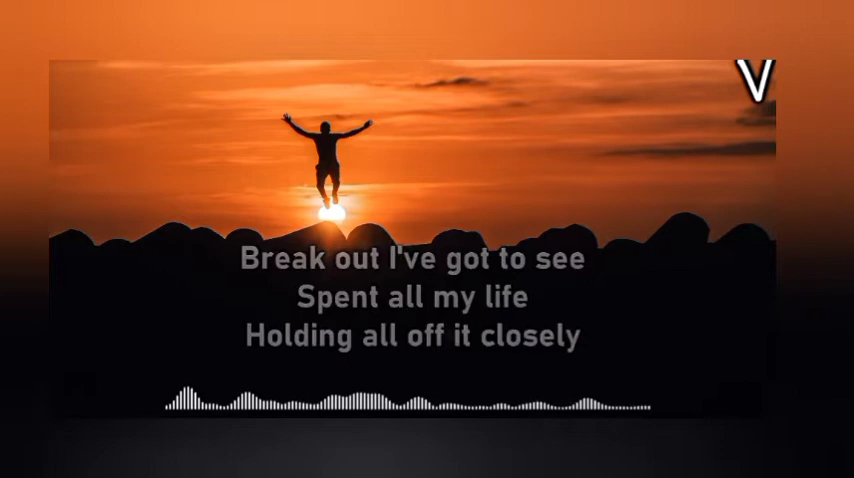 V
Break out I've got to see
Spent all my life
Holding all off it closely